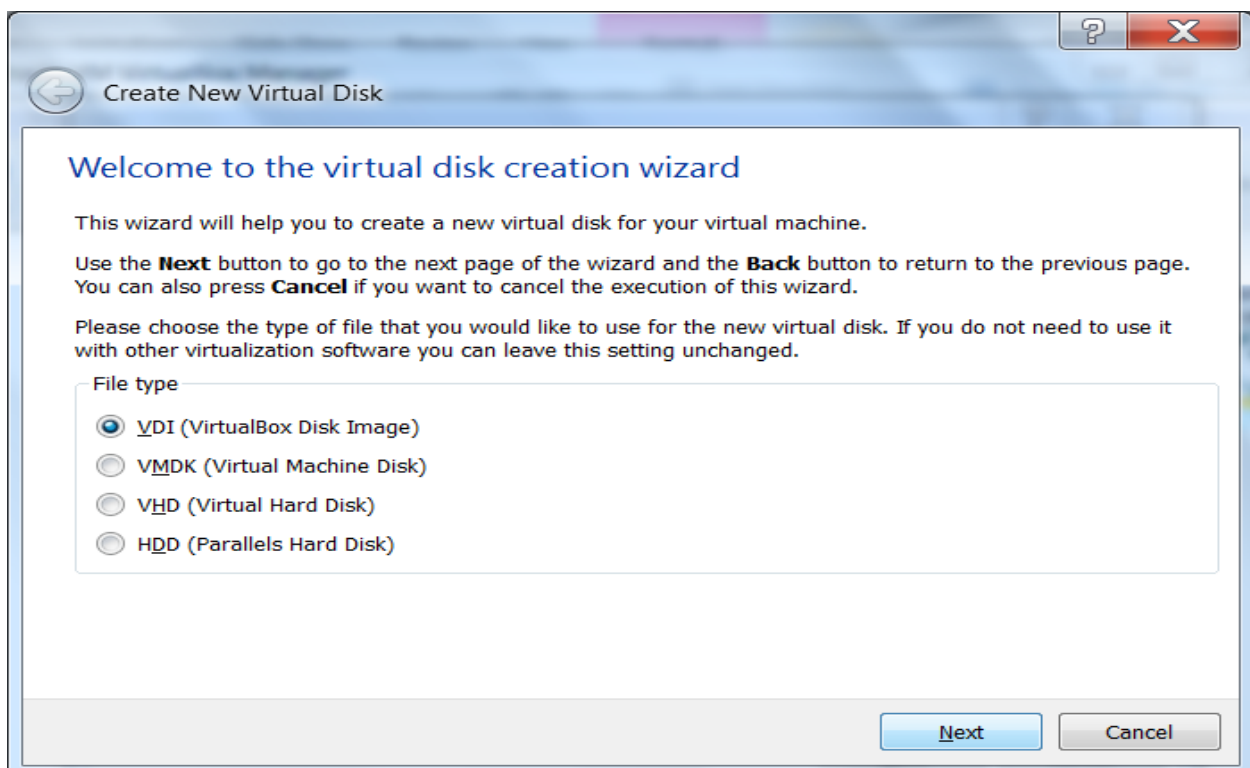 Create New Virtual Disk
Welcome to the virtual disk creation wizard
This wizard will help you to create a new virtual disk for your virtual machine.
Use the Next button to go to the next page of the wizard and the Back button to return to the previous page.
You can also press Cancel if you want to cancel the execution of this wizard.
Please choose the type of file that you would like to use for the new virtual disk. If you do not need to use it
with other virtualization software you can leave this setting unchanged.
File type
VDI (VirtualBox Disk Image)
VMDK (Virtual Machine Disk)
VHD (Virtual Hard Disk)
HDD (Parallels Hard Disk)
Next Cancel